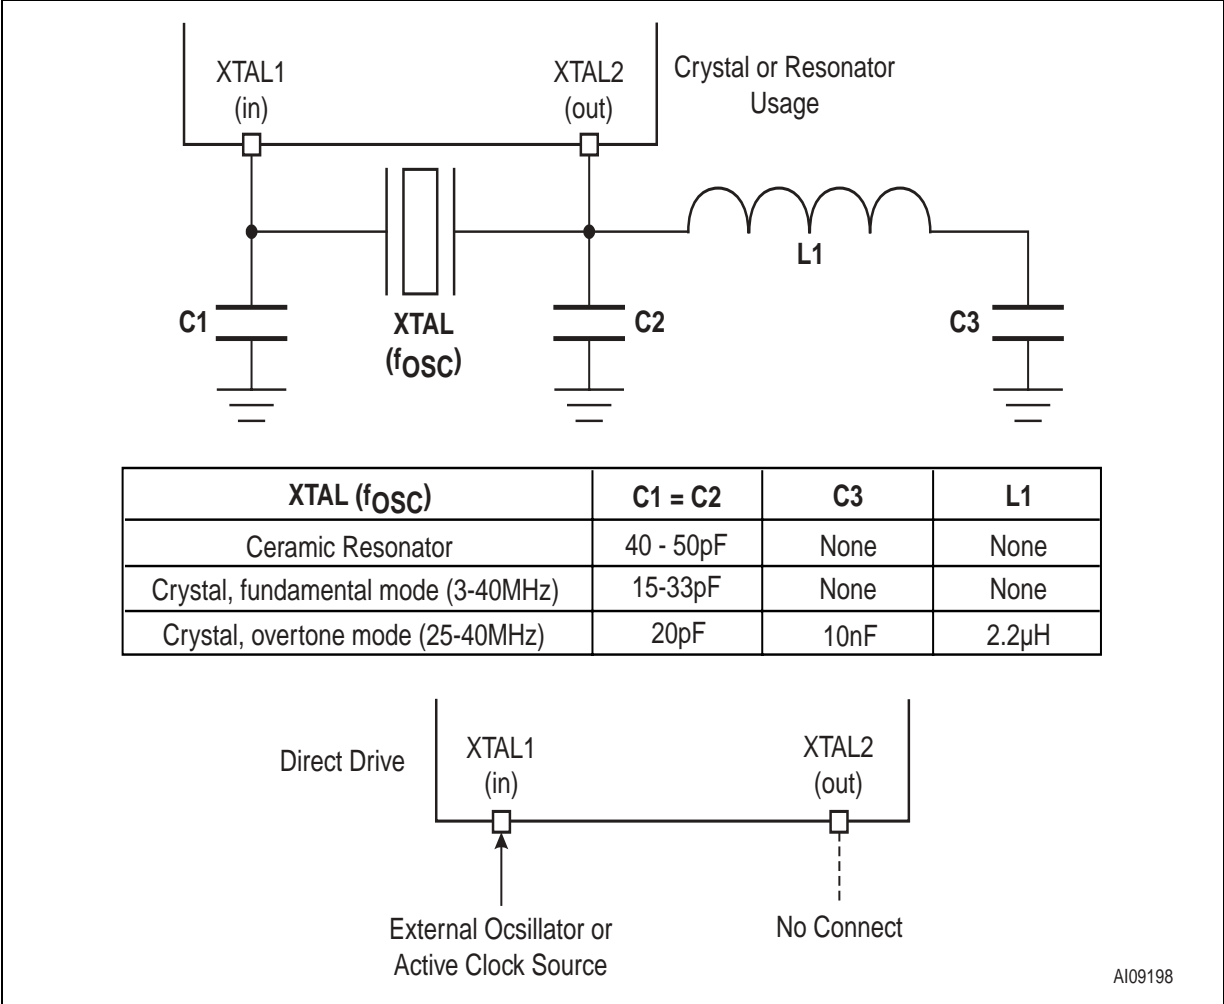 XTAL1
(in)
XTAL2
(out)
Crystal or Resonator
Usage
L1
C1
XTAL
(fOSC)
C2
C3
XTAL (fOSC) C1 = C2 C3 L1
Ceramic Resonator 40 - 50pF None None
Crystal, fundamental mode (3-40MHz) 15-33pF None None
Crystal, overtone mode (25-40MHz) 20pF 10nF 2.2µH
Direct Drive
XTAL1
(in)
XTAL2
(out)
External Ocsillator or
Active Clock Source
No Connect
AI09198